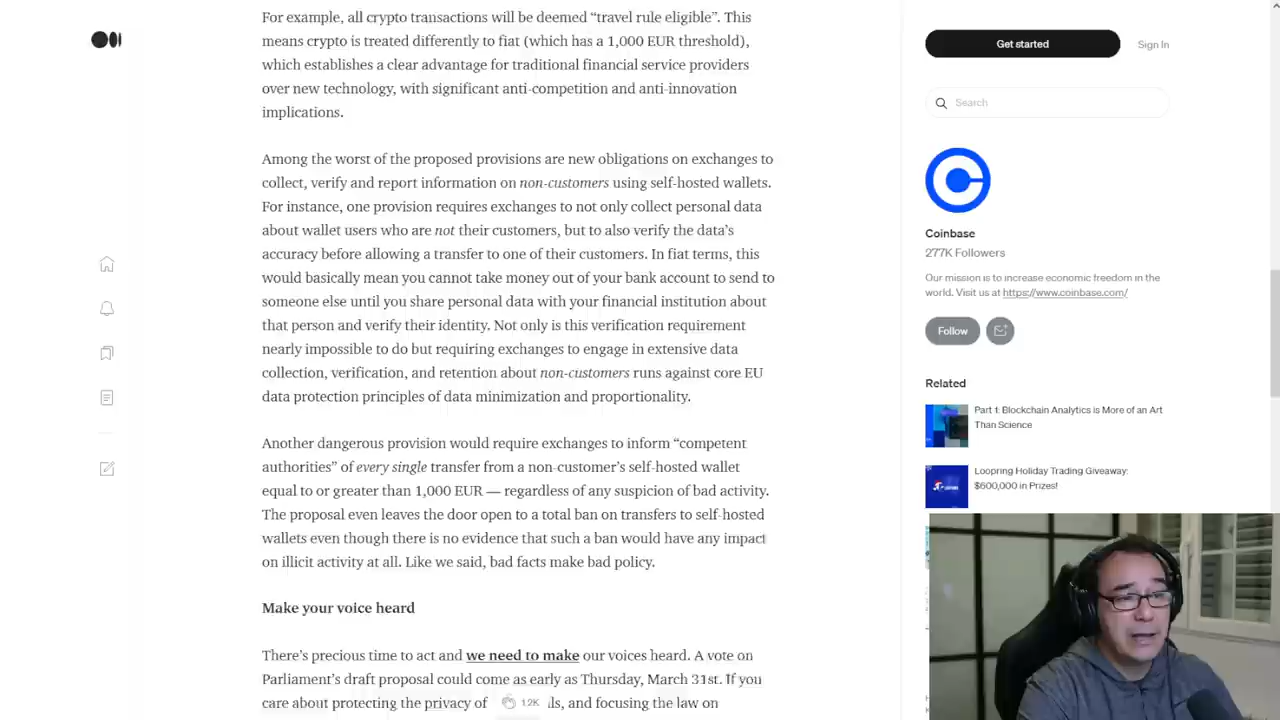 For example, all crypto transactions will be deemed “travel rule eligible”. This
means crypto is treated differently to fiat (which has a 1,000 EUR threshold),
which establishes a clear advantage for traditional financial service providers
over new technology, with significant anti-competition and anti-innovation
implications.
Among the worst of the proposed provisions are new obligations on exchanges to
collect, verify and report information on non-customers using self-hosted wallets.
For instance, one provision requires exchanges to not only collect personal data
about wallet users who are not their customers, but to also verify the data’s
accuracy before allowing a transfer to one of their customers. In fiat terms, this
would basically mean you cannot take money out of your bank account to send to
someone else until you share personal data with your financial institution about
that person and verify their identity. Not only is this verification requirement
nearly impossible to do but requiring exchanges to engage in extensive data
collection, verification, and retention about non-customers runs against core EU
data protection principles of data minimization and proportionality.
Another dangerous provision would require exchanges to inform “competent
authorities” of every single transfer from a non-customer’s self-hosted wallet
equal to or greater than 1,000 EUR — regardless of any suspicion of bad activity.
The proposal even leaves the door open to a total ban on transfers to self-hosted
wallets even though there is no evidence that such a ban would have any impact
on illicit activity at all. Like we said, bad facts make bad policy.
Make your voice heard
There’s precious time to act and we need to make our voices heard. A vote on
Parliament’s draft proposal could come as early as Thursday, March 31st. If you
care about protecting the privacy of ls, and focusing the law on
1.2K
Get started
Sign In
Search
Coinbase
277K Followers
Our mission is to increase economic freedom in the
world. Visit us at https://www.coinbase.com/
Follow
Related
Part 1: Blockchain Analytics is More of an Art
Than Science
Loopring Holiday Trading Giveaway:
$600,000 in Prizes!